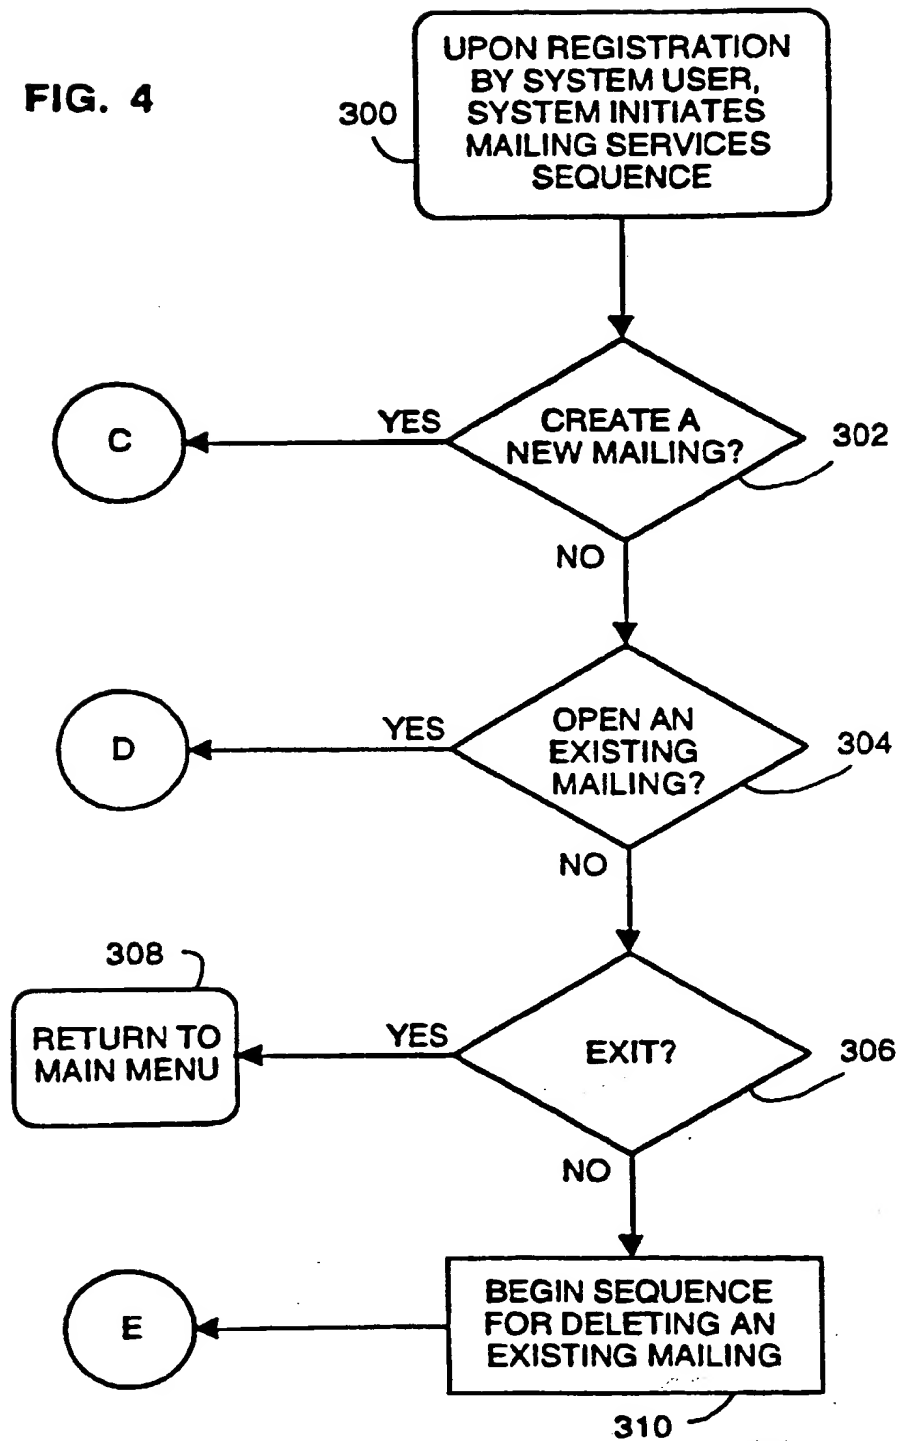 FIG. 4
300
UPON REGISTRATION
BY SYSTEM USER,
SYSTEM INITIATES
MAILING SERVICES
SEQUENCE
CREATE A
NEW MAILING?
302
YES
C
NO
OPEN AN
EXISTING
MAILING?
304
YES
D
NO
EXIT?
306
YES
308
RETURN TO
MAIN MENU
NO
BEGIN SEQUENCE
FOR DELETING AN
EXISTING MAILING
310
E